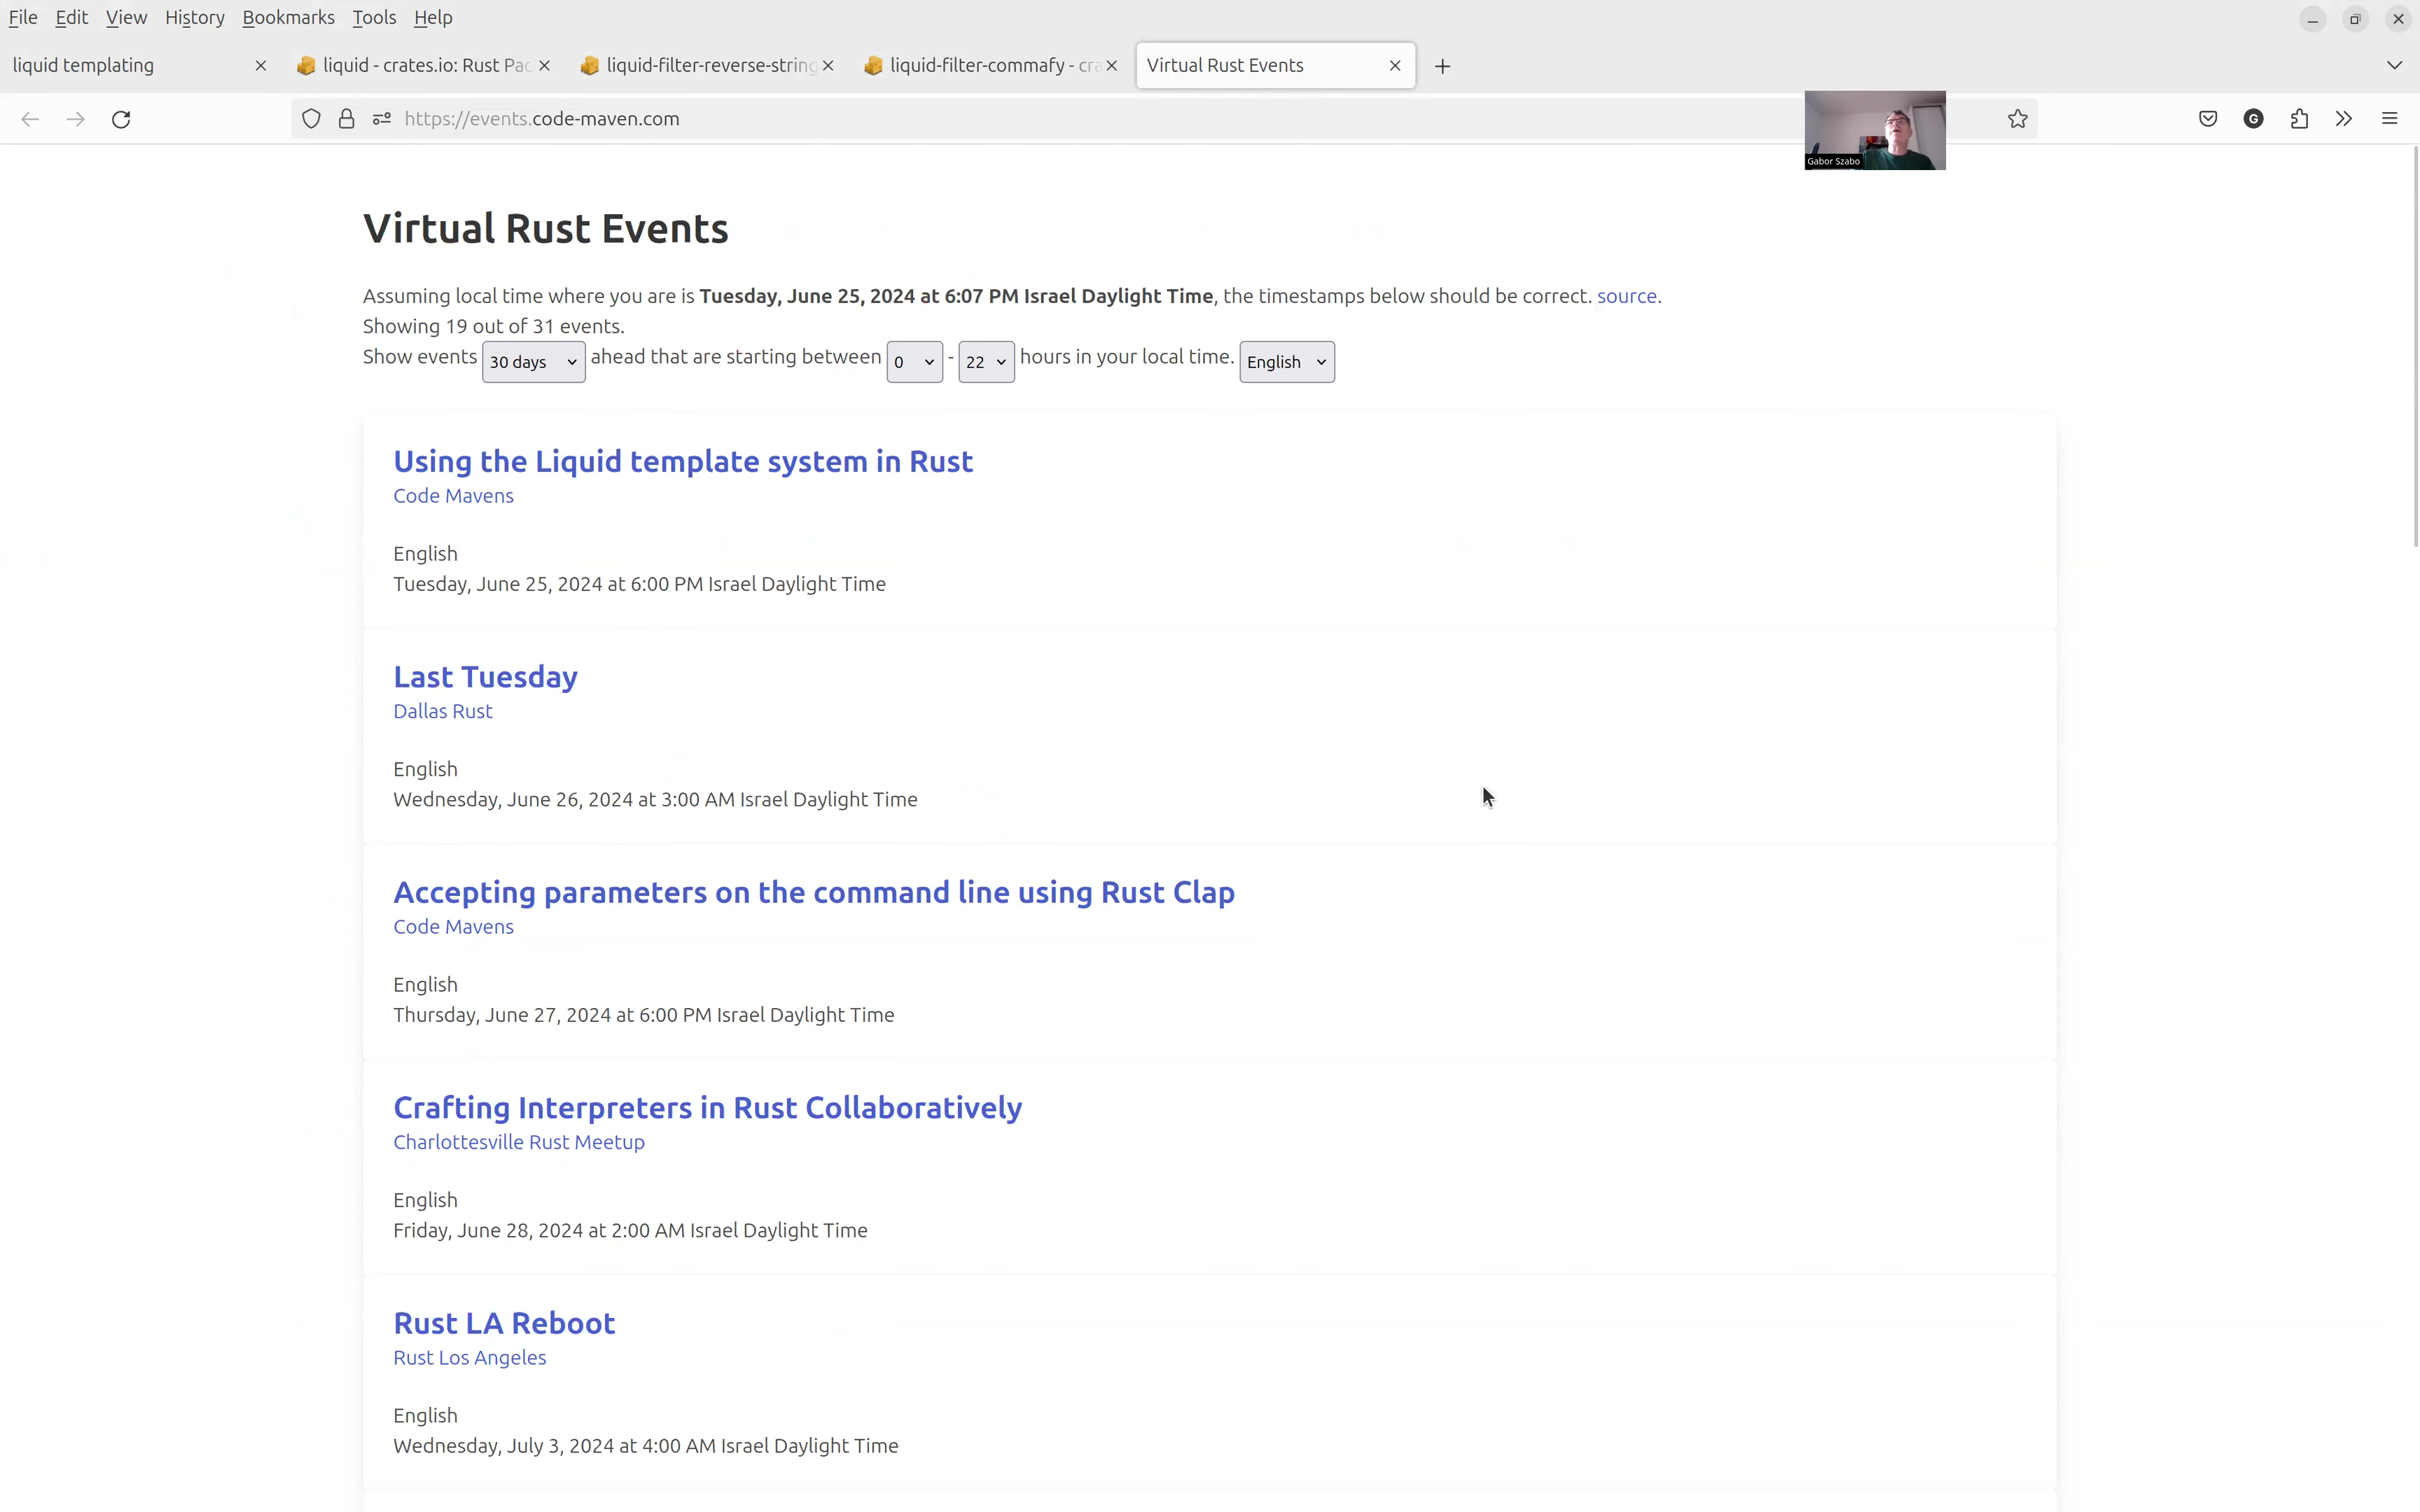 File Edit View History Bookmarks Tools Help
liquid templating liquid - crates.io: Rust Pac liquid-filter-reverse-string liquid-filter-commafy - cra Virtual Rust Events
https://events.code-maven.com
G
Gabor Szabo
Virtual Rust Events
Assuming local time where you are is Tuesday, June 25, 2024 at 6:07 PM Israel Daylight Time, the timestamps below should be correct. source.
Showing 19 out of 31 events.
Show events 30 days ahead that are starting between 0 - 22 hours in your local time. English
Using the Liquid template system in Rust
Code Mavens
English
Tuesday, June 25, 2024 at 6:00 PM Israel Daylight Time
Last Tuesday
Dallas Rust
English
Wednesday, June 26, 2024 at 3:00 AM Israel Daylight Time
Accepting parameters on the command line using Rust Clap
Code Mavens
English
Thursday, June 27, 2024 at 6:00 PM Israel Daylight Time
Crafting Interpreters in Rust Collaboratively
Charlottesville Rust Meetup
English
Friday, June 28, 2024 at 2:00 AM Israel Daylight Time
Rust LA Reboot
Rust Los Angeles
English
Wednesday, July 3, 2024 at 4:00 AM Israel Daylight Time